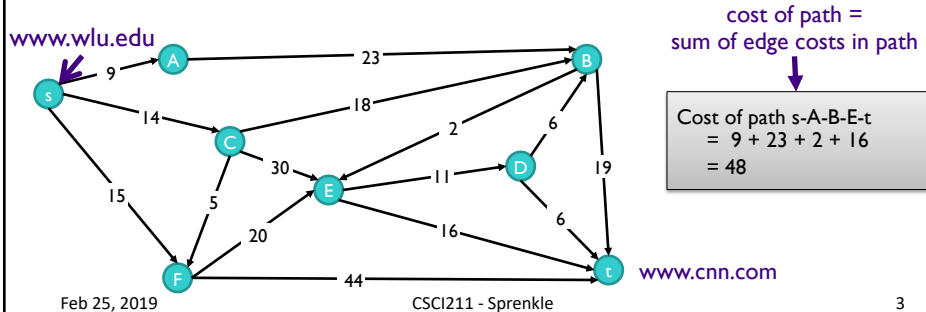 cost of path =
sum of edge costs in path
www.wlu.edu
A
23
B
9
s
18
14
Cost of path s-A-B-E-t
= 9 + 23 + 2 + 16
= 48
2
6
C
30
D
19
11
E
15
5
6
20
16
F
44
t
www.cnn.com
Feb 25, 2019
CSCI211 - Sprenkle
3